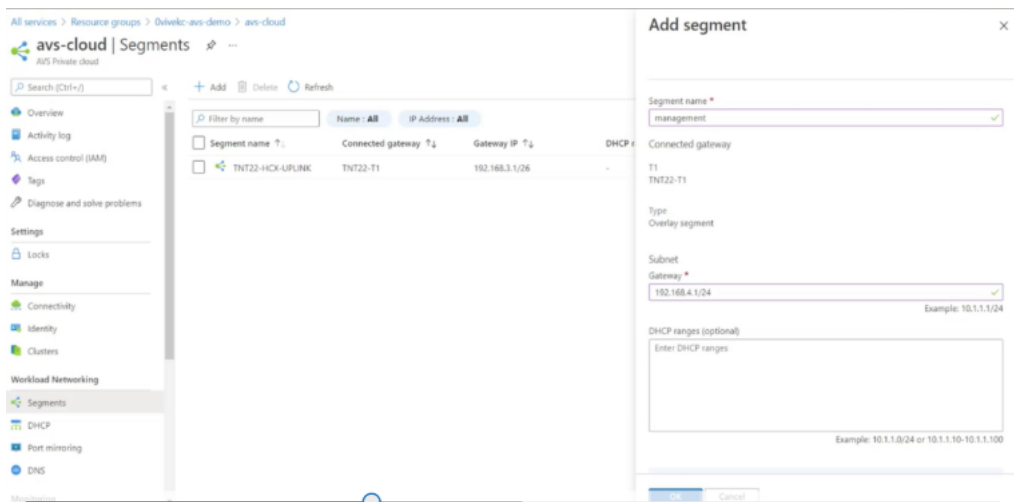 All services > Resource groups > 0vivekc-avs-demo > avs-cloud
avs-cloud | Segments
AVS Private cloud
Search (Ctrl+/)
Overview
Activity log
Access control (IAM)
Tags
Diagnose and solve problems
Settings
Locks
Manage
Connectivity
Identity
Clusters
Workload Networking
Segments
DHCP
Port mirroring
DNS
Monitoring
Add Delete Refresh
Filter by name Name : All IP Address : All
Segment name Connected gateway Gateway IP DHCP r
TNT22-HCX-UPLINK TNT22-T1 192.168.3.1/26 -
Add segment
Segment name *
management
Connected gateway
T1
TNT22-T1
Type
Overlay segment
Subnet
Gateway *
192.168.4.1/24
Example: 10.1.1.1/24
DHCP ranges (optional)
Enter DHCP ranges
Example: 10.1.1.0/24 or 10.1.1.10-10.1.1.100
OK Cancel